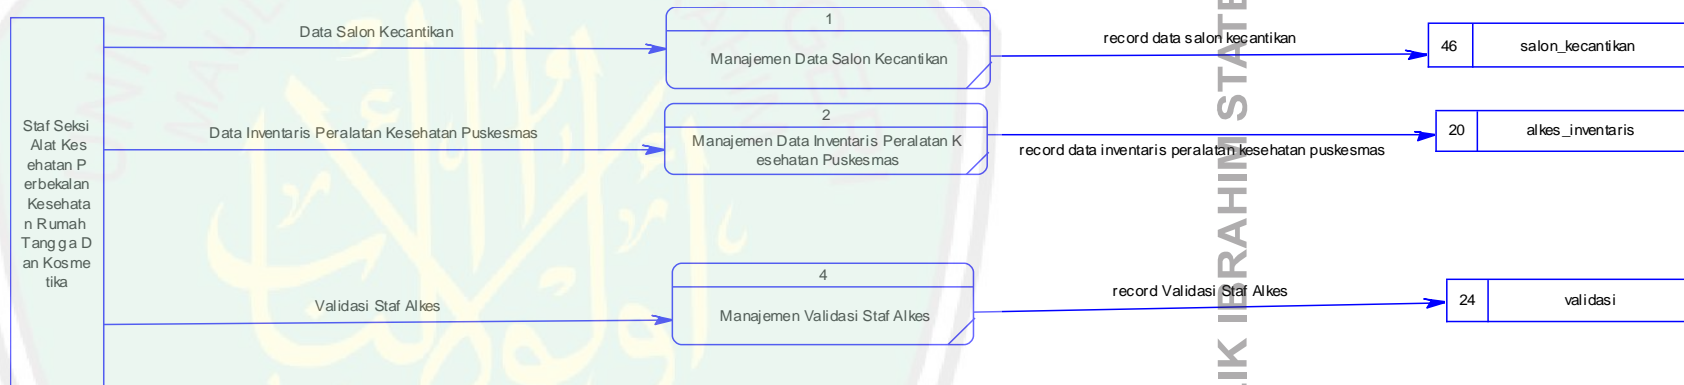 Staf Seksi
Alat Kes
ehatan P
erbekalan
Kesehata
n Rumah
Tangga D
an Kosme
tika
Data Salon Kecantikan
1
Manajemen Data Salon Kecantikan
record data salon kecantikan
46
salon_kecantikan
Data Inventaris Peralatan Kesehatan Puskesmas
2
Manajemen Data Inventaris Peralatan K
esehatan Puskesmas
record data inventaris peralatan kesehatan puskesmas
20
alkes_inventaris
Validasi Staf Alkes
4
Manajemen Validasi Staf Alkes
record Validasi Staf Alkes
24
validasi
IK IBRAHIM STATE